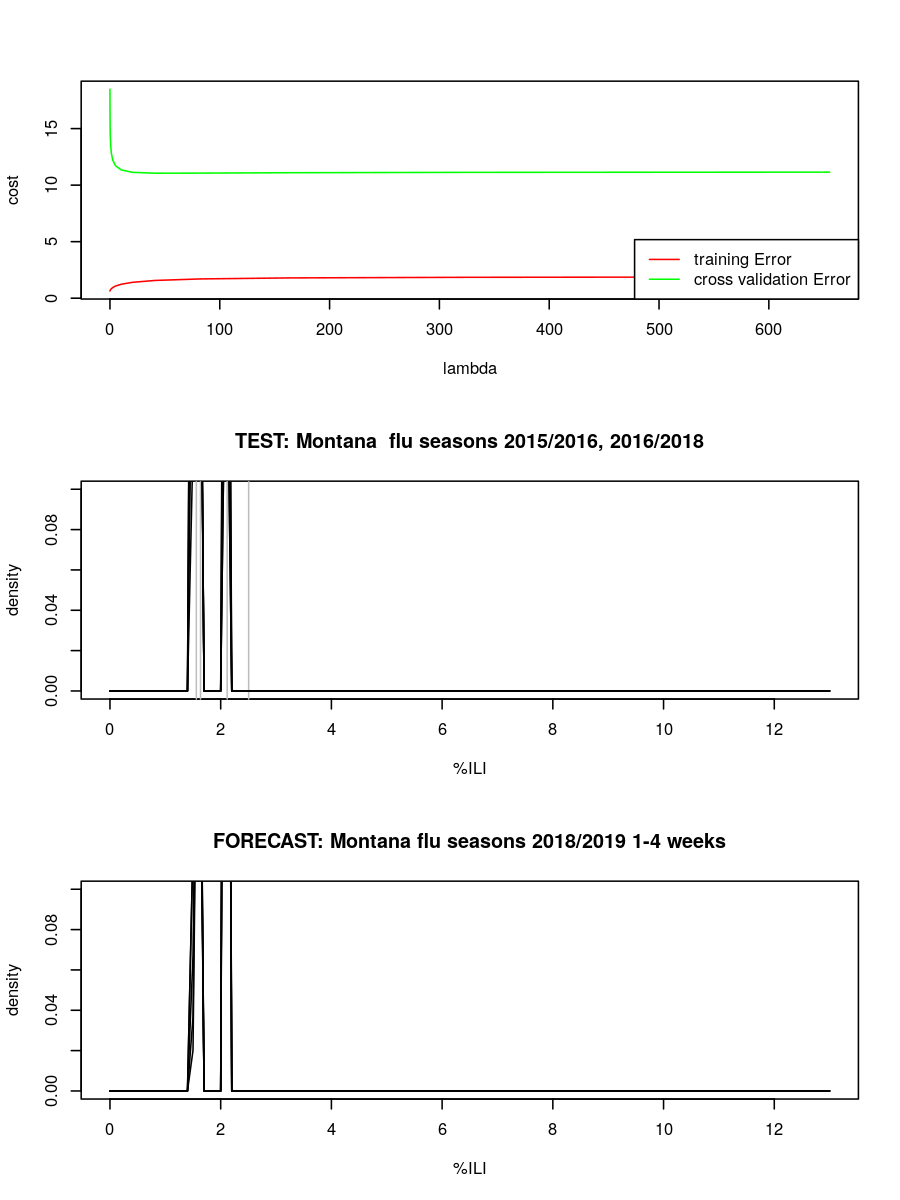 cost
15
10
5
0
training Error
cross validation Error
0 100 200 300 400 500 600
lambda
TEST: Montana  flu seasons 2015/2016, 2016/2018
density
0.08
0.04
0.00
0 2 4 6 8 10 12
%ILI
FORECAST: Montana flu seasons 2018/2019 1-4 weeks
density
0.08
0.04
0.00
0 2 4 6 8 10 12
%ILI